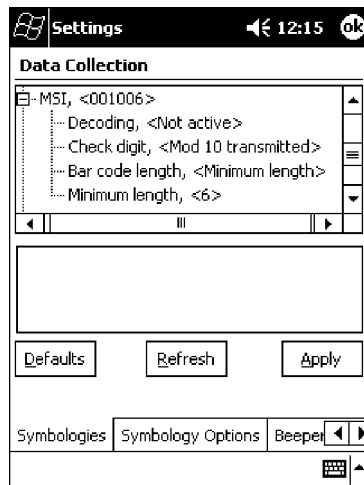 Settings 12:15 ok
Data Collection
MSI, <001006>
Decoding, <Not active>
Check digit, <Mod 10 transmitted>
Bar code length, <Minimum length>
Minimum length, <6>
Defaults Refresh Apply
Symbologies Symbology Options Beeper